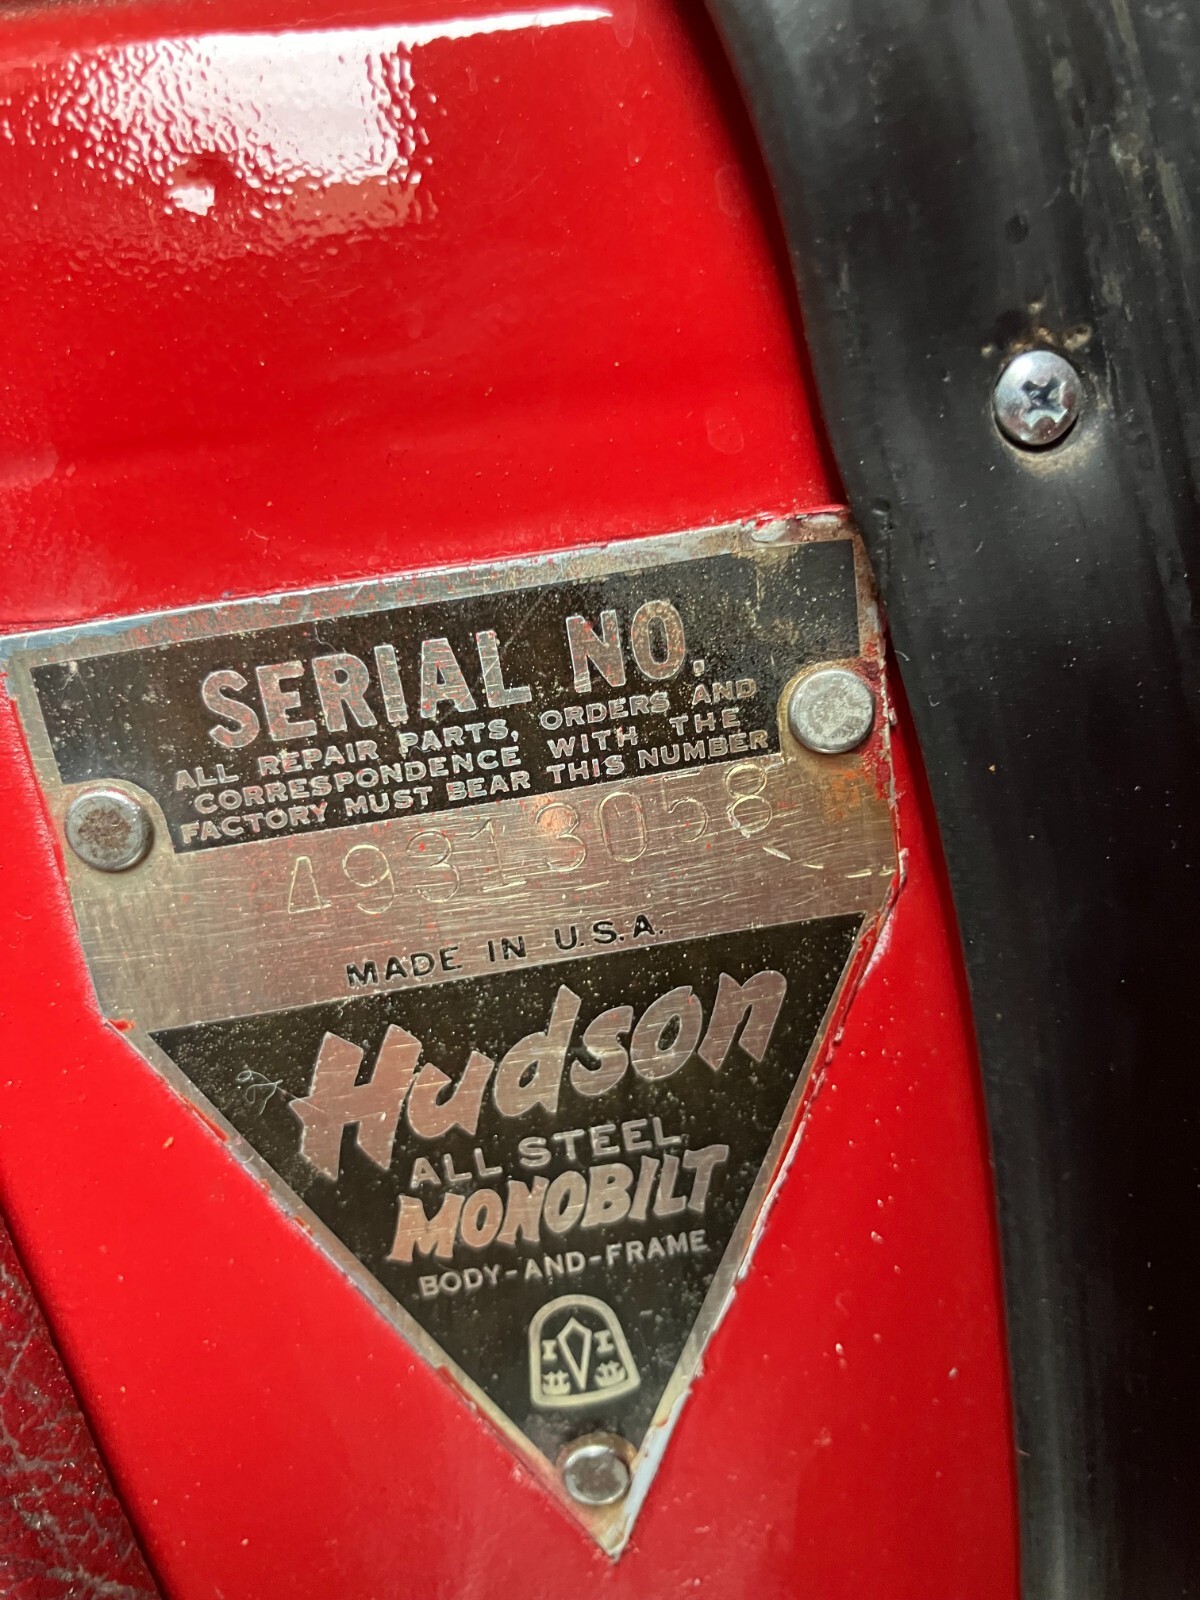 SERIAL NO.
ALL REPAIR PARTS, ORDERS AND
CORRESPONDENCE WITH THE
FACTORY MUST BEAR THIS NUMBER
49313058
MADE IN U.S.A.
Hudson
ALL STEEL
MONOBILT
BODY-AND-FRAME